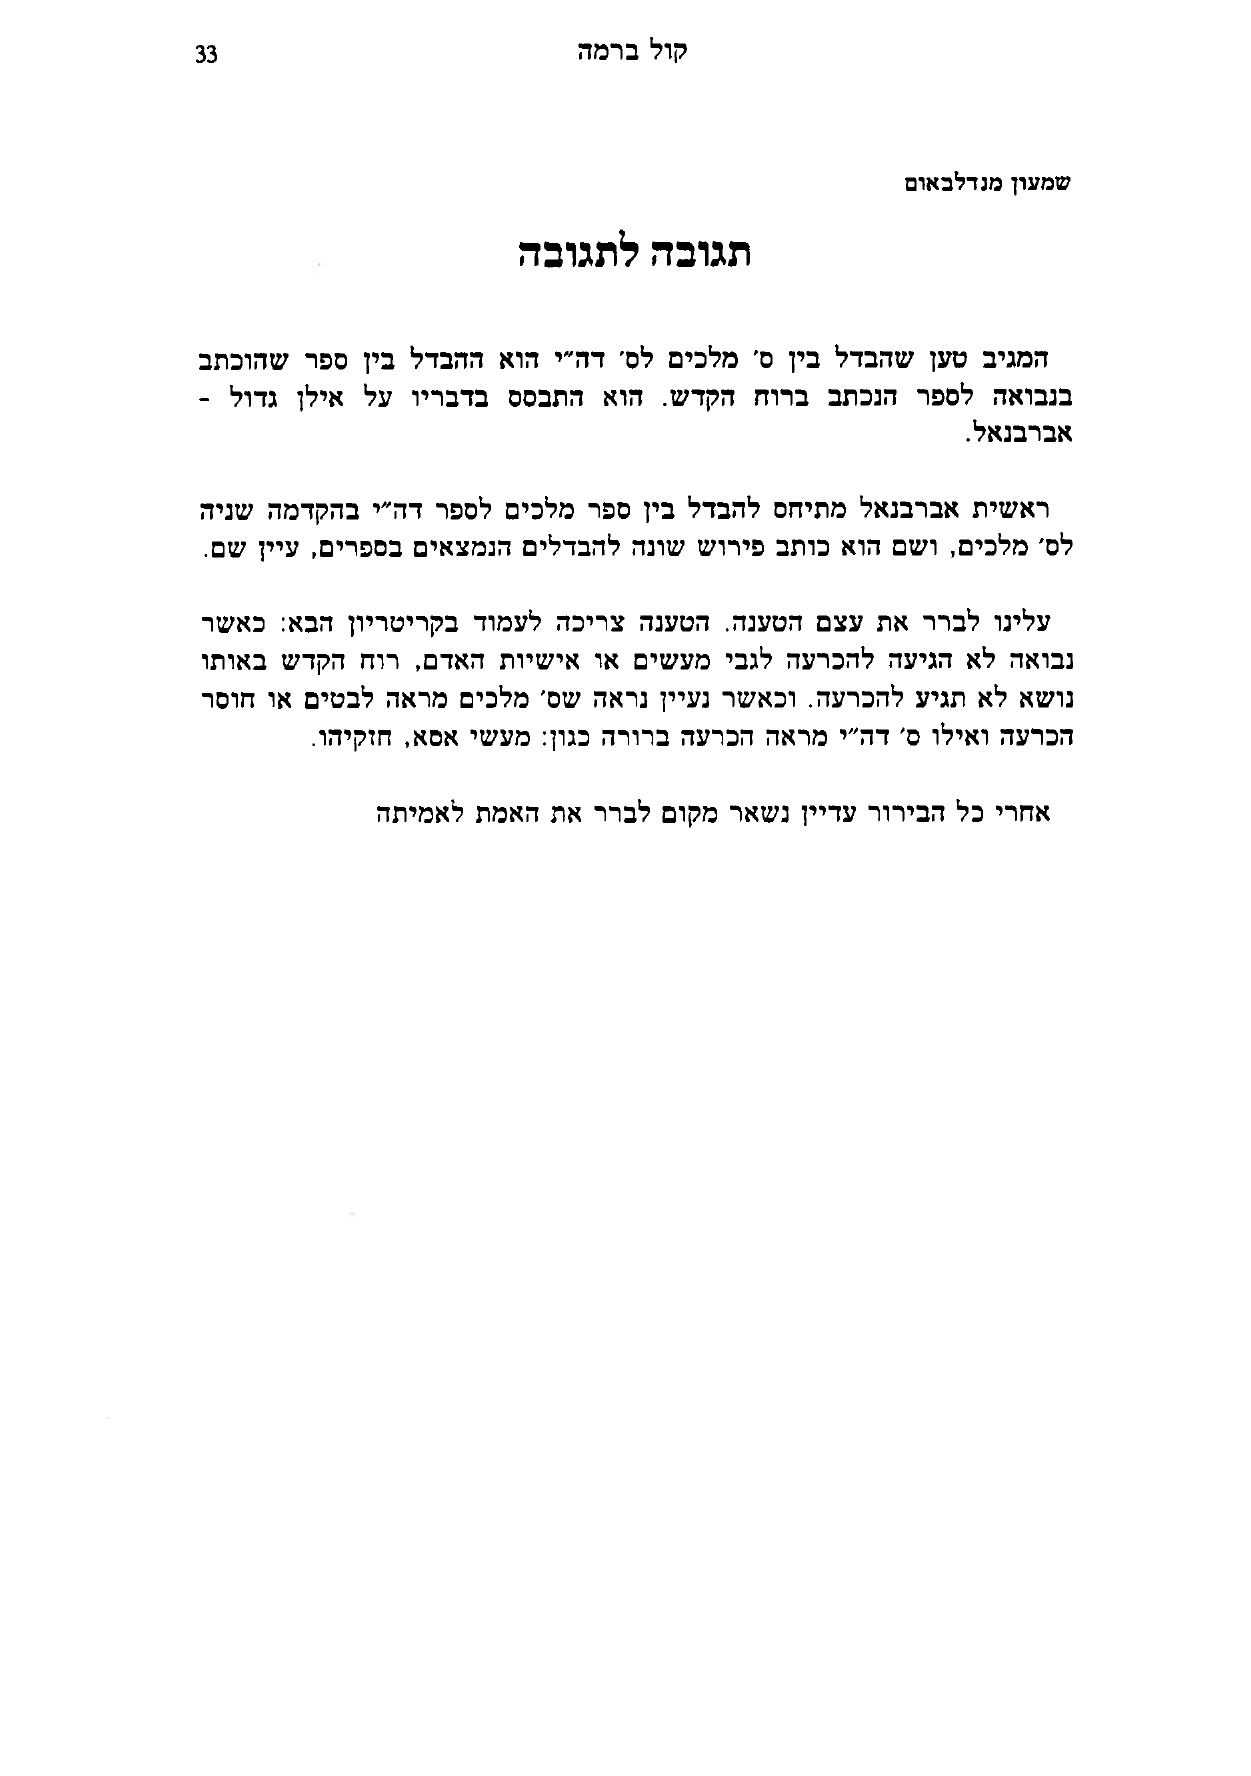 קול ברמה 33
שמעון מנדלבאום
תגובה לתגובה
המגיב טען שהבדל בין ס' מלכים לס' דה"י הוא ההבדל בין ספר שהוכתב
בנבואה לספר הנכתב ברוח הקדש. הוא התבסס בדבריו על אילן גדול -
אברבנאל.
ראשית אברבנאל מתיחס להבדל בין ספר מלכים לספר דה"י בהקדמה שניה
לס' מלכים, ושם הוא כותב פירוש שונה להבדלים הנמצאים בספרים, עיין שם.
עלינו לברר את עצם הטענה. הטענה צריכה לעמוד בקריטריון הבא: כאשר
נבואה לא הגיעה להכרעה לגבי מעשים או אישיות האדם, רוח הקדש באותו
נושא לא תגיע להכרעה. וכאשר נעיין נראה שס' מלכים מראה לבטים או חוסר
הכרעה ואילו ס' דה"י מראה הכרעה ברורה כגון: מעשי אסא, חזקיהו.
אחרי כל הבירור עדיין נשאר מקום לברר את האמת לאמיתה